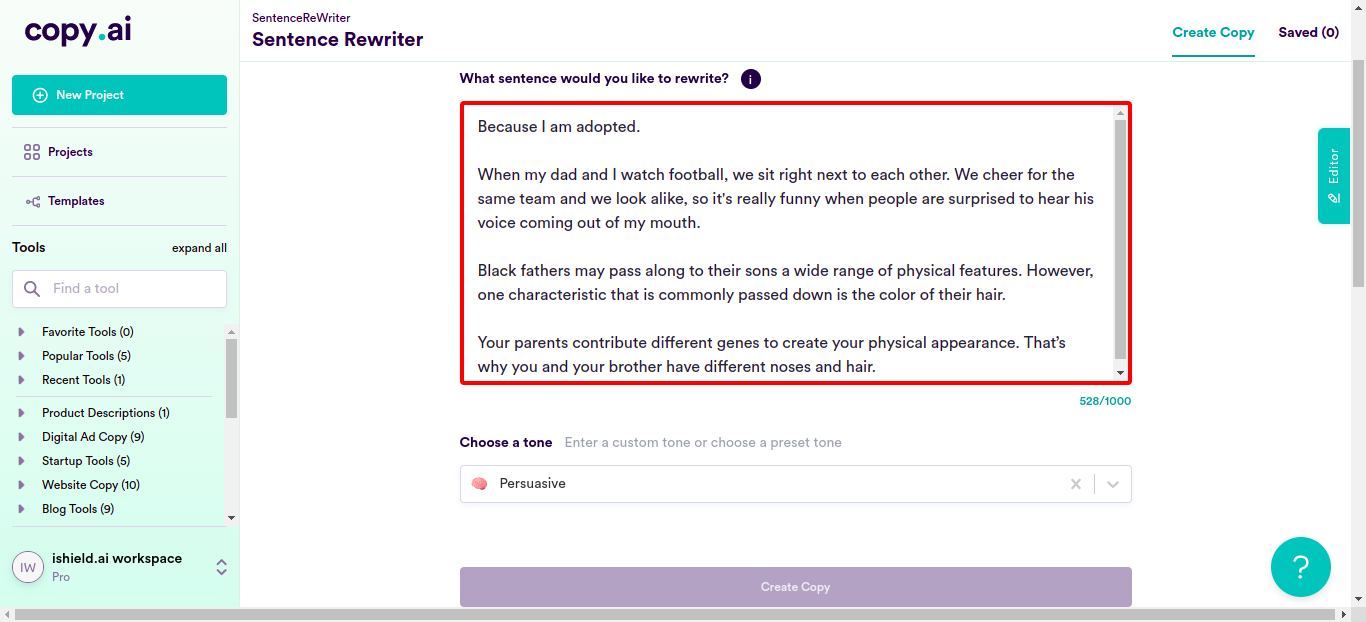 copy.ai
New Project
Projects
Templates
Tools
expand all
Find a tool
Favorite Tools (0)
Popular Tools (5)
Recent Tools (1)
Product Descriptions (1)
Digital Ad Copy (9)
Startup Tools (5)
Website Copy (10)
Blog Tools (9)
IW
ishield.ai workspace
Pro
SentenceReWriter
Sentence Rewriter
Create Copy
Saved (0)
What sentence would you like to rewrite?
i
Because I am adopted.
When my dad and I watch football, we sit right next to each other. We cheer for the
same team and we look alike, so it's really funny when people are surprised to hear his
voice coming out of my mouth.
Black fathers may pass along to their sons a wide range of physical features. However,
one characteristic that is commonly passed down is the color of their hair.
Your parents contribute different genes to create your physical appearance. That’s
why you and your brother have different noses and hair.
528/1000
Choose a tone
Enter a custom tone or choose a preset tone
Persuasive
Create Copy
Editor
?